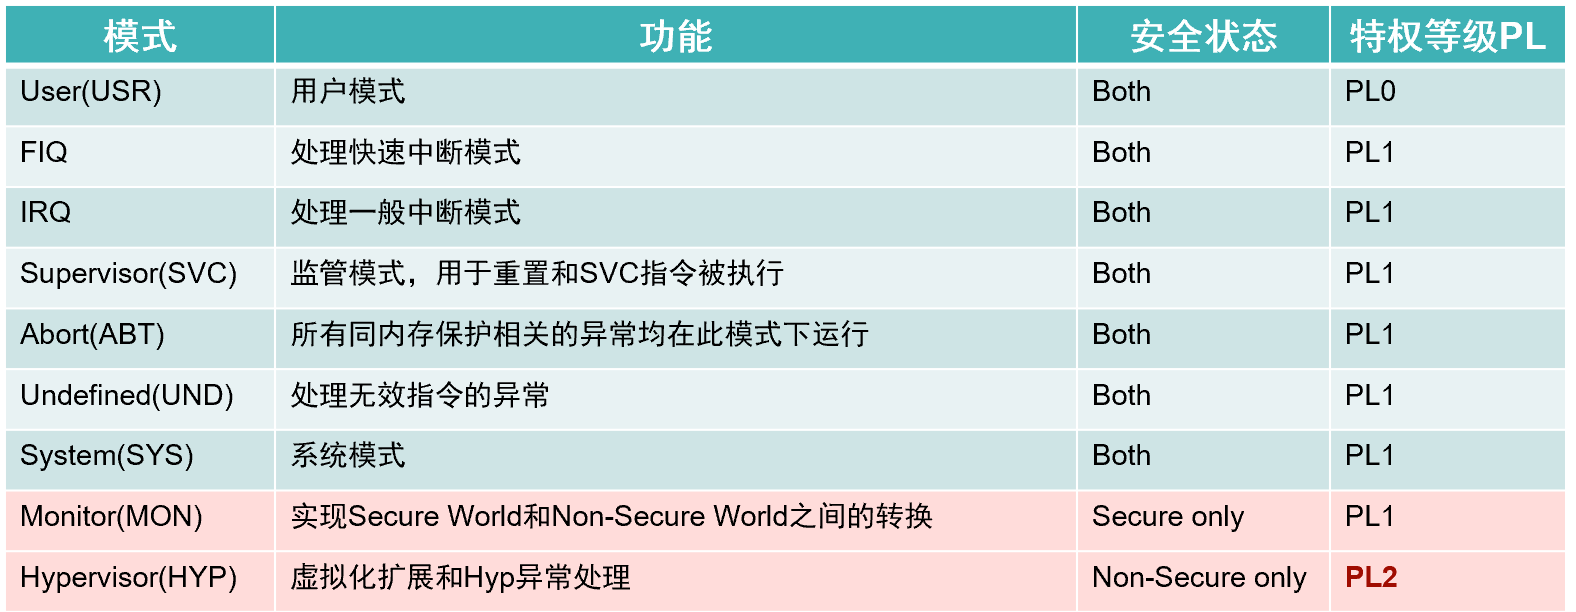 模式 功能 安全状态 特权等级PL
User(USR) 用户模式 Both PL0
FIQ 处理快速中断模式 Both PL1
IRQ 处理一般中断模式 Both PL1
Supervisor(SVC) 监管模式，用于重置和SVC指令被执行 Both PL1
Abort(ABT) 所有同内存保护相关的异常均在此模式下运行 Both PL1
Undefined(UND) 处理无效指令的异常 Both PL1
System(SYS) 系统模式 Both PL1
Monitor(MON) 实现Secure World和Non-Secure World之间的转换 Secure only PL1
Hypervisor(HYP) 虚拟化扩展和Hyp异常处理 Non-Secure only PL2